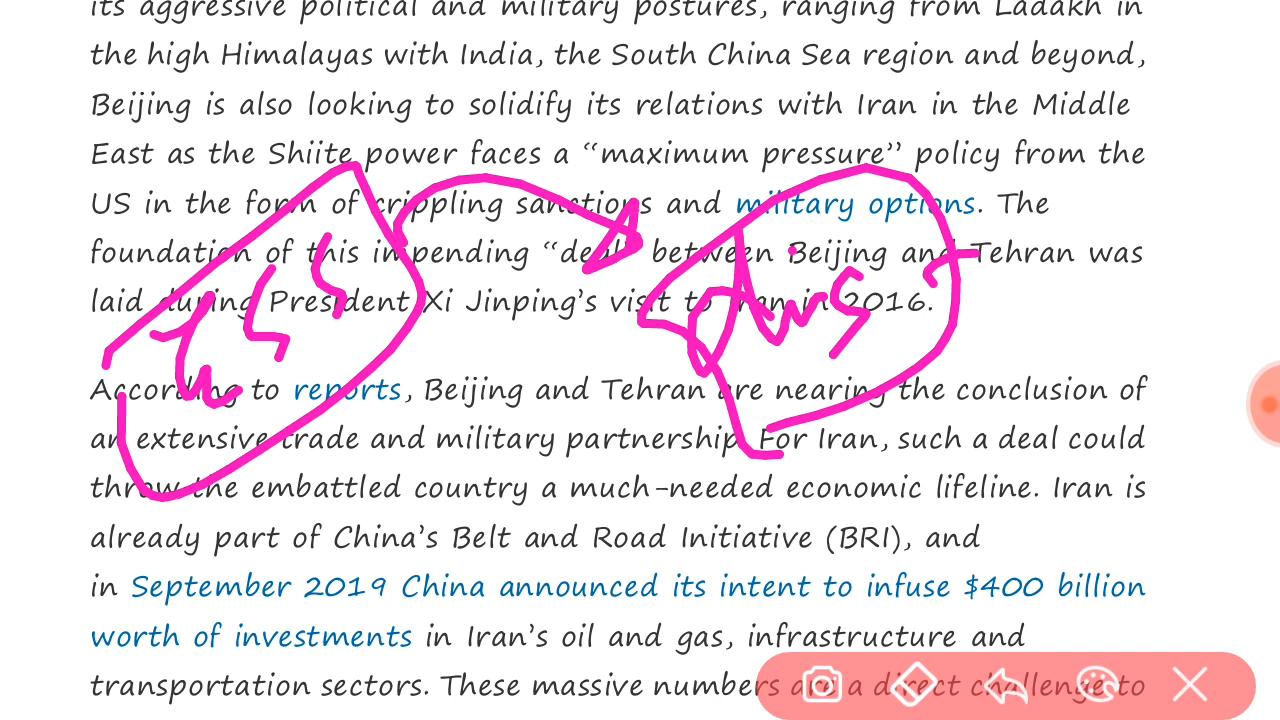 its aggressive political and military postures, ranging from Ladakh in
the high Himalayas with India, the South China Sea region and beyond,
Beijing is also looking to solidify its relations with Iran in the Middle
East as the Shiite power faces a “maximum pressure” policy from the
US in the form of crippling sanctions and military options. The
foundation of this impending “deal” between Beijing and Tehran was
laid during President Xi Jinping’s visit to Iran in 2016.
According to reports, Beijing and Tehran are nearing the conclusion of
an extensive trade and military partnership. For Iran, such a deal could
throw the embattled country a much-needed economic lifeline. Iran is
already part of China’s Belt and Road Initiative (BRI), and
in September 2019 China announced its intent to infuse $400 billion
worth of investments in Iran’s oil and gas, infrastructure and
transportation sectors. These massive numbers are a direct challenge to